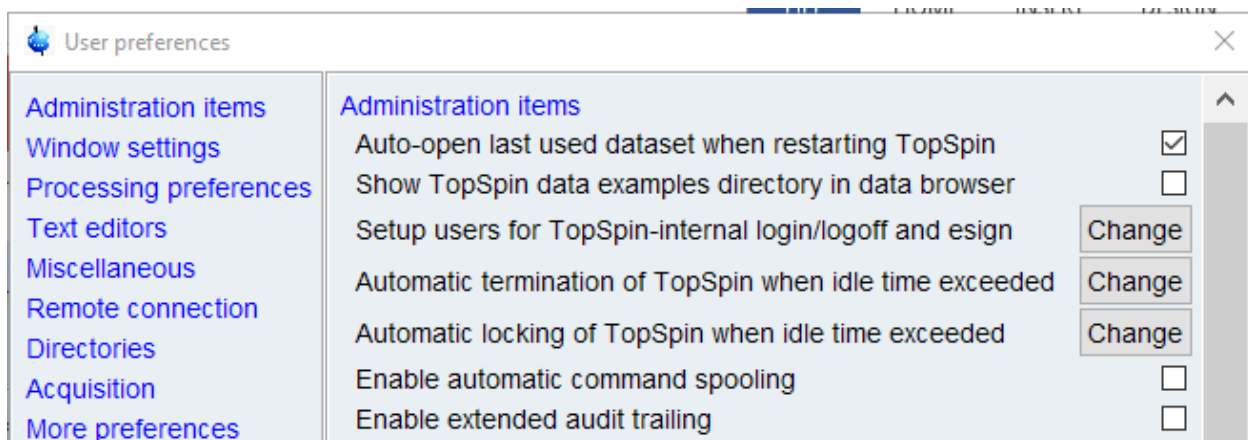 User preferences
Administration items
Window settings
Processing preferences
Text editors
Miscellaneous
Remote connection
Directories
Acquisition
More preferences
Administration items
Auto-open last used dataset when restarting TopSpin
Show TopSpin data examples directory in data browser
Setup users for TopSpin-internal login/logoff and esign Change
Automatic termination of TopSpin when idle time exceeded Change
Automatic locking of TopSpin when idle time exceeded Change
Enable automatic command spooling
Enable extended audit trailing